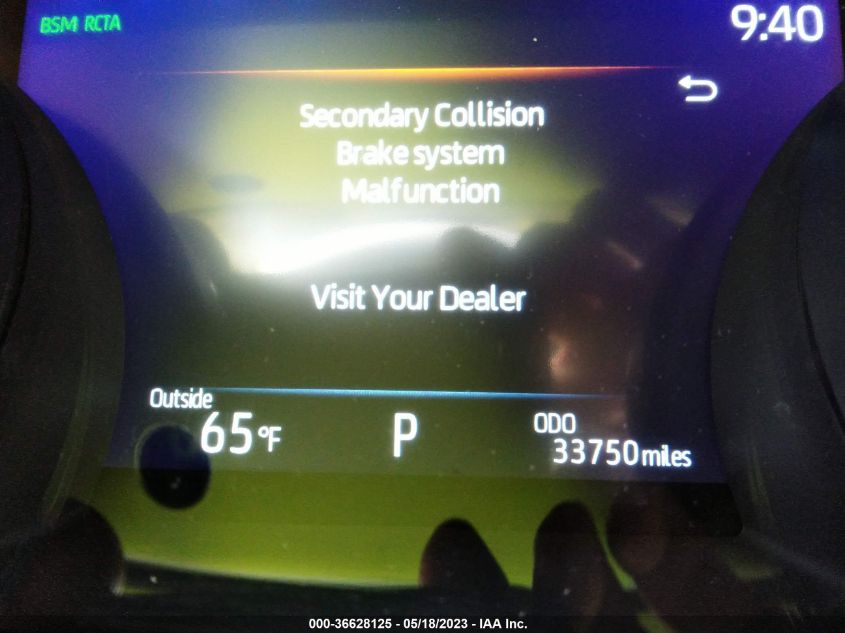 BSM RCTA
9:40
Secondary Collision
Brake system
Malfunction
Visit Your Dealer
Outside
65°F
P
ODO
33750 miles
000-36628125 - 05/18/2023 - IAA Inc.